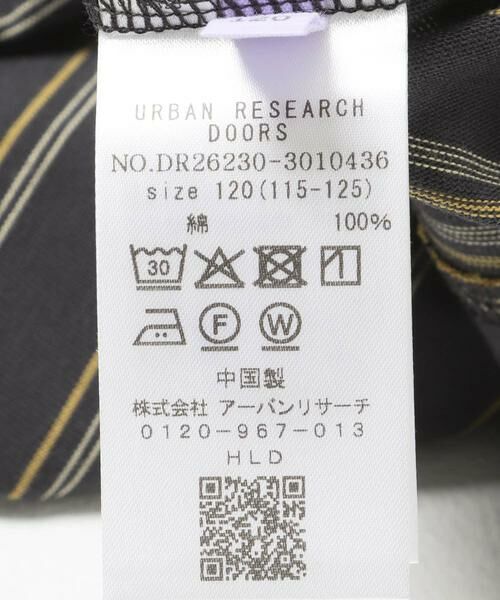 120
URBAN RESEARCH
DOORS
NO.DR26230-3010436
size 120(115-125)
綿 100%
30
F W
中国製
株式会社 アーバンリサーチ
0120-967-013
HLD